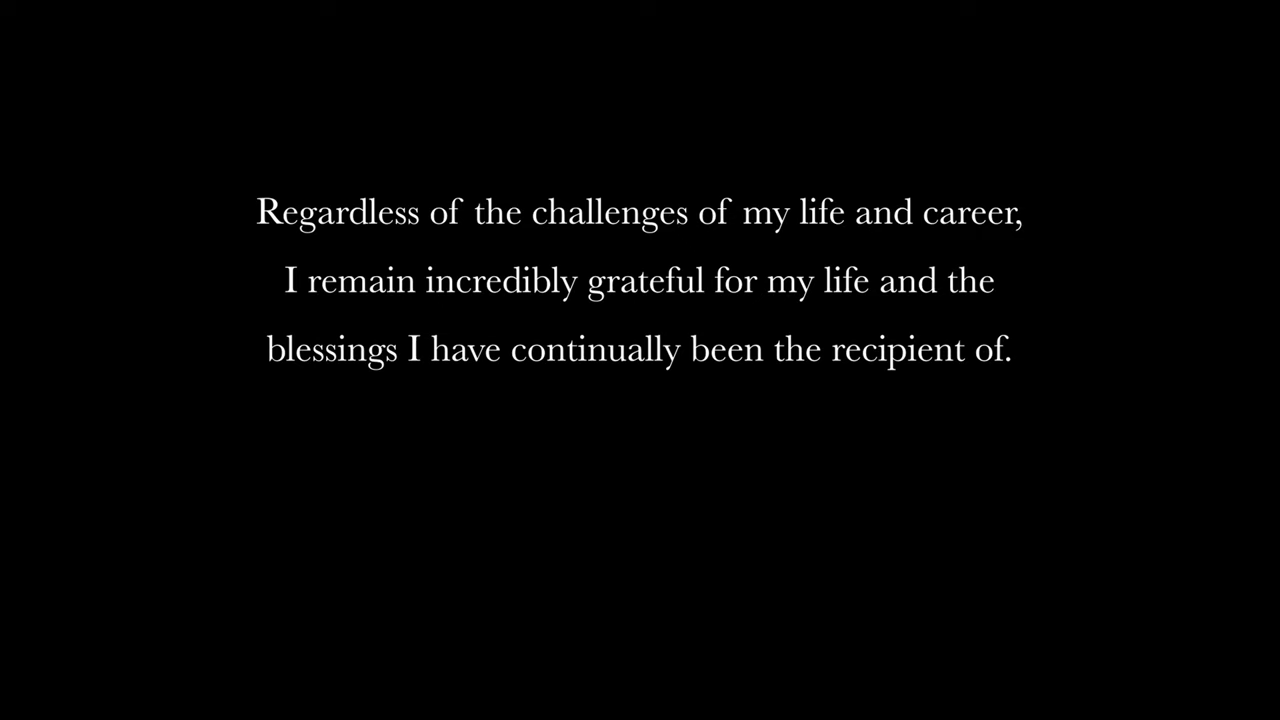 Regardless of the challenges of my life and career,
I remain incredibly grateful for my life and the
blessings I have continually been the recipient of.